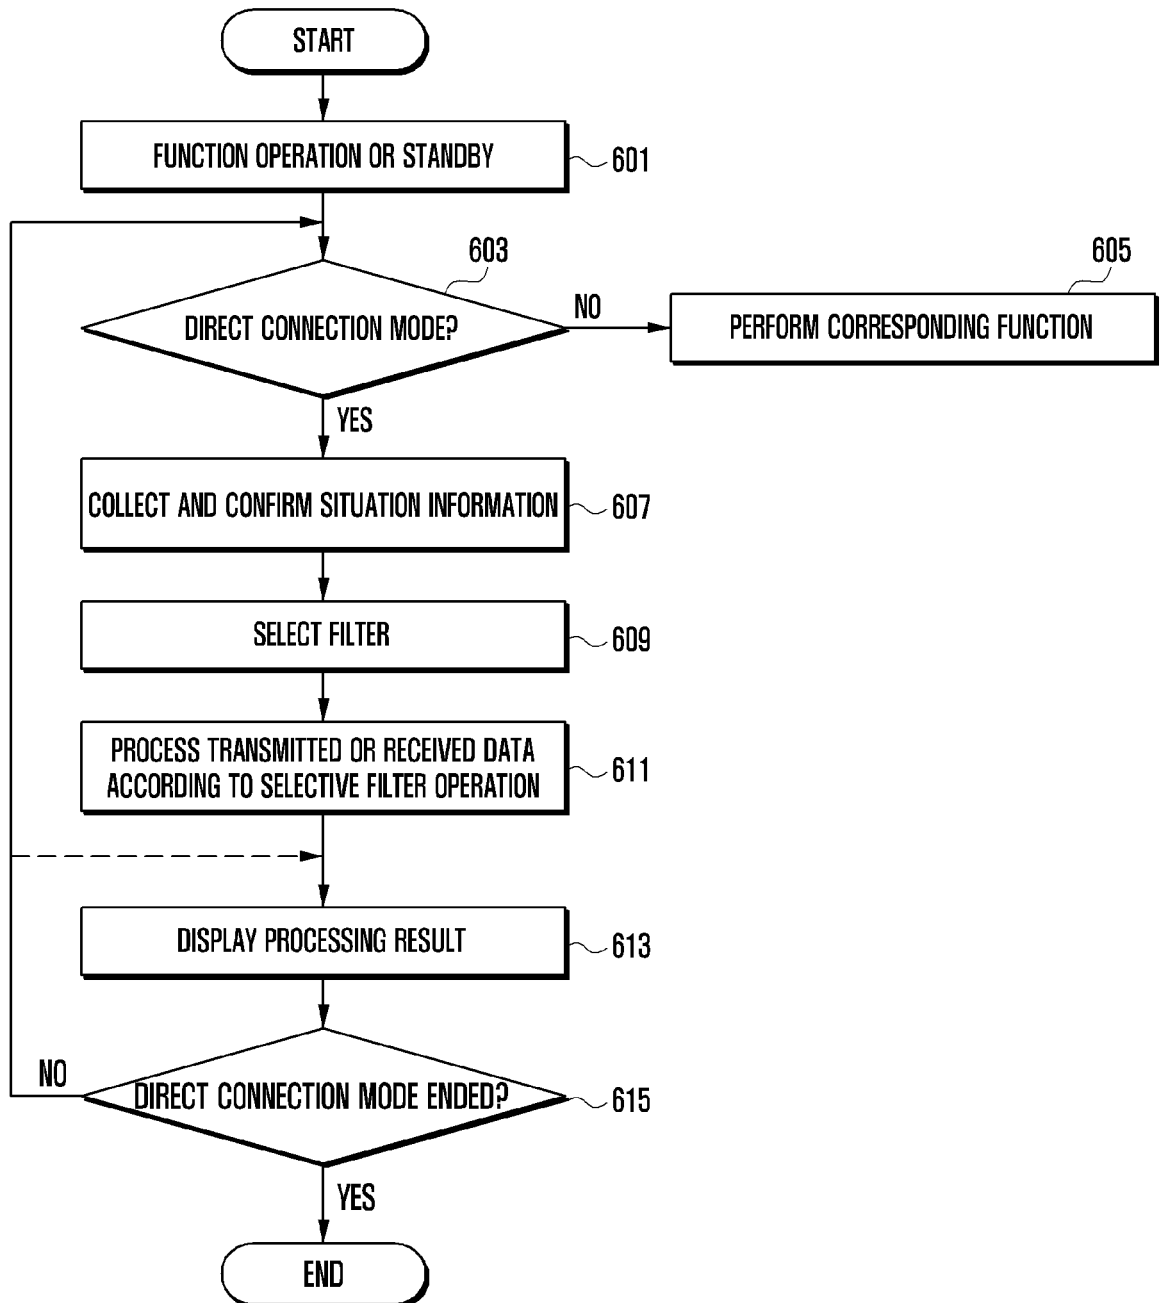 START
FUNCTION OPERATION OR STANDBY
601
603
605
DIRECT CONNECTION MODE?
NO
PERFORM CORRESPONDING FUNCTION
YES
COLLECT AND CONFIRM SITUATION INFORMATION
607
SELECT FILTER
609
PROCESS TRANSMITTED OR RECEIVED DATA
ACCORDING TO SELECTIVE FILTER OPERATION
611
DISPLAY PROCESSING RESULT
613
NO
DIRECT CONNECTION MODE ENDED?
615
YES
END